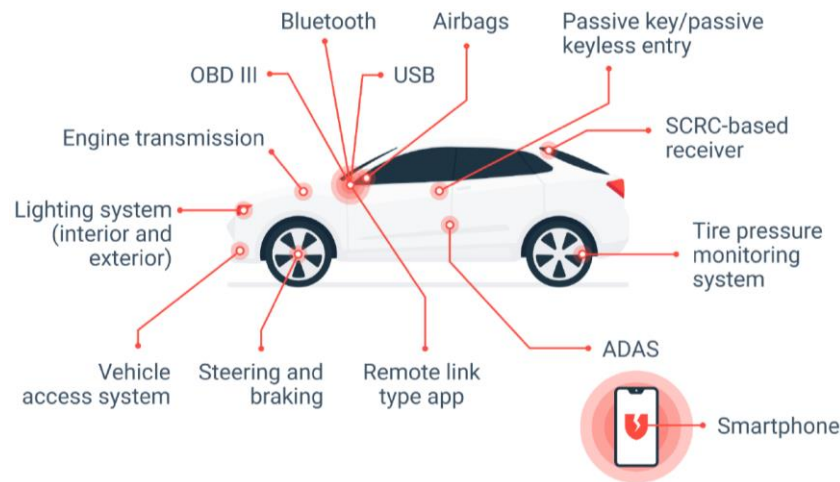 Bluetooth
Airbags
Passive key/passive
keyless entry
OBD III
USB
Engine transmission
SCRC-based
receiver
Lighting system
(interior and
exterior)
Tire pressure
monitoring
system
Vehicle
access system
Steering and
braking
Remote link
type app
ADAS
Smartphone